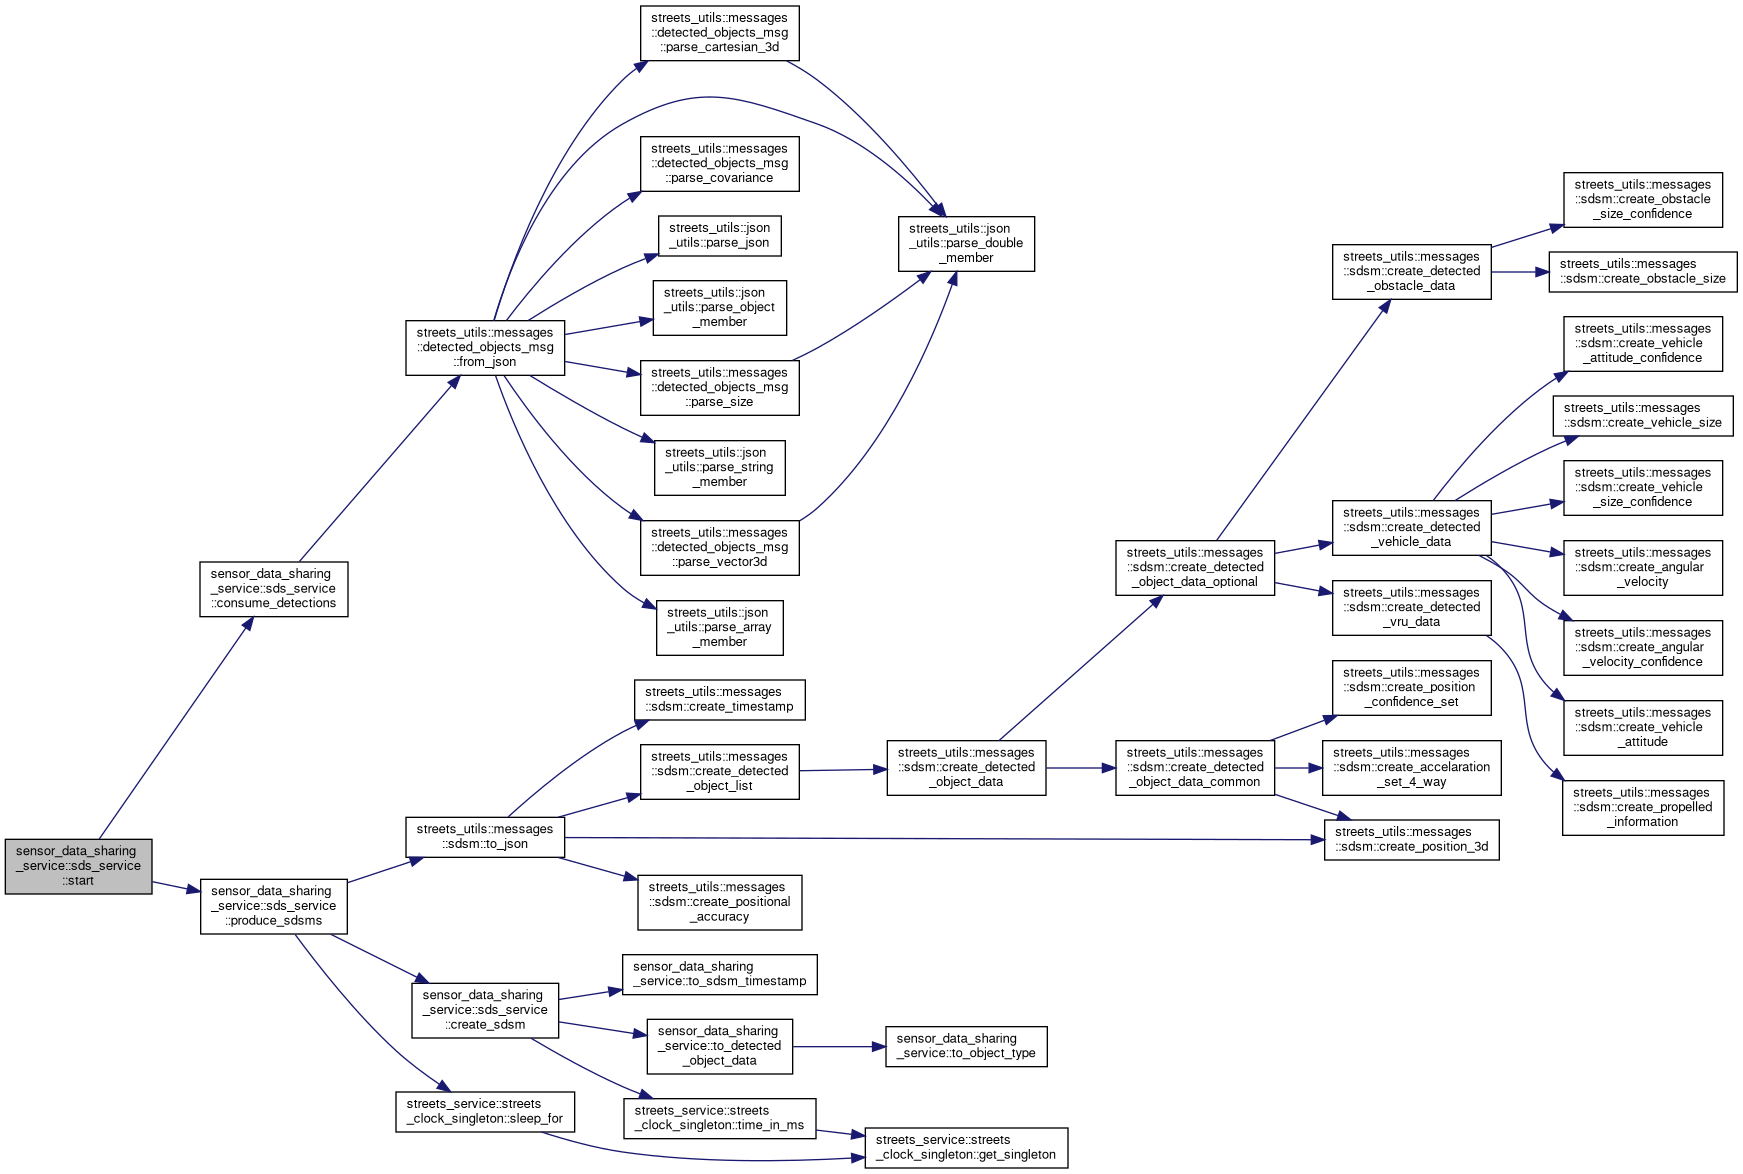 sensor_data_sharing
_service::sds_service
::start
sensor_data_sharing
_service::sds_service
::consume_detections
sensor_data_sharing
_service::sds_service
::produce_sdsms
streets_utils::messages
::detected_objects_msg
::from_json
streets_utils::messages
::sdsm::to_json
sensor_data_sharing
_service::sds_service
::create_sdsm
streets_service::streets
_clock_singleton::sleep_for
streets_utils::messages
::detected_objects_msg
::parse_cartesian_3d
streets_utils::messages
::detected_objects_msg
::parse_covariance
streets_utils::json
_utils::parse_json
streets_utils::json
_utils::parse_object
_member
streets_utils::messages
::detected_objects_msg
::parse_size
streets_utils::json
_utils::parse_string
_member
streets_utils::messages
::detected_objects_msg
::parse_vector3d
streets_utils::json
_utils::parse_array
_member
streets_utils::messages
::sdsm::create_timestamp
streets_utils::messages
::sdsm::create_detected
_object_list
streets_utils::messages
::sdsm::create_positional
_accuracy
sensor_data_sharing
_service::to_sdsm_timestamp
sensor_data_sharing
_service::to_detected
_object_data
streets_service::streets
_clock_singleton::time_in_ms
streets_utils::json
_utils::parse_double
_member
streets_utils::messages
::sdsm::create_detected
_object_data
sensor_data_sharing
_service::to_object_type
streets_service::streets
_clock_singleton::get_singleton
streets_utils::messages
::sdsm::create_detected
_object_data_optional
streets_utils::messages
::sdsm::create_detected
_object_data_common
streets_utils::messages
::sdsm::create_detected
_obstacle_data
streets_utils::messages
::sdsm::create_detected
_vehicle_data
streets_utils::messages
::sdsm::create_detected
_vru_data
streets_utils::messages
::sdsm::create_position
_confidence_set
streets_utils::messages
::sdsm::create_accelaration
_set_4_way
streets_utils::messages
::sdsm::create_position_3d
streets_utils::messages
::sdsm::create_obstacle
_size_confidence
streets_utils::messages
::sdsm::create_obstacle_size
streets_utils::messages
::sdsm::create_vehicle
_attitude_confidence
streets_utils::messages
::sdsm::create_vehicle_size
streets_utils::messages
::sdsm::create_vehicle
_size_confidence
streets_utils::messages
::sdsm::create_angular
_velocity
streets_utils::messages
::sdsm::create_angular
_velocity_confidence
streets_utils::messages
::sdsm::create_vehicle
_attitude
streets_utils::messages
::sdsm::create_propelled
_information